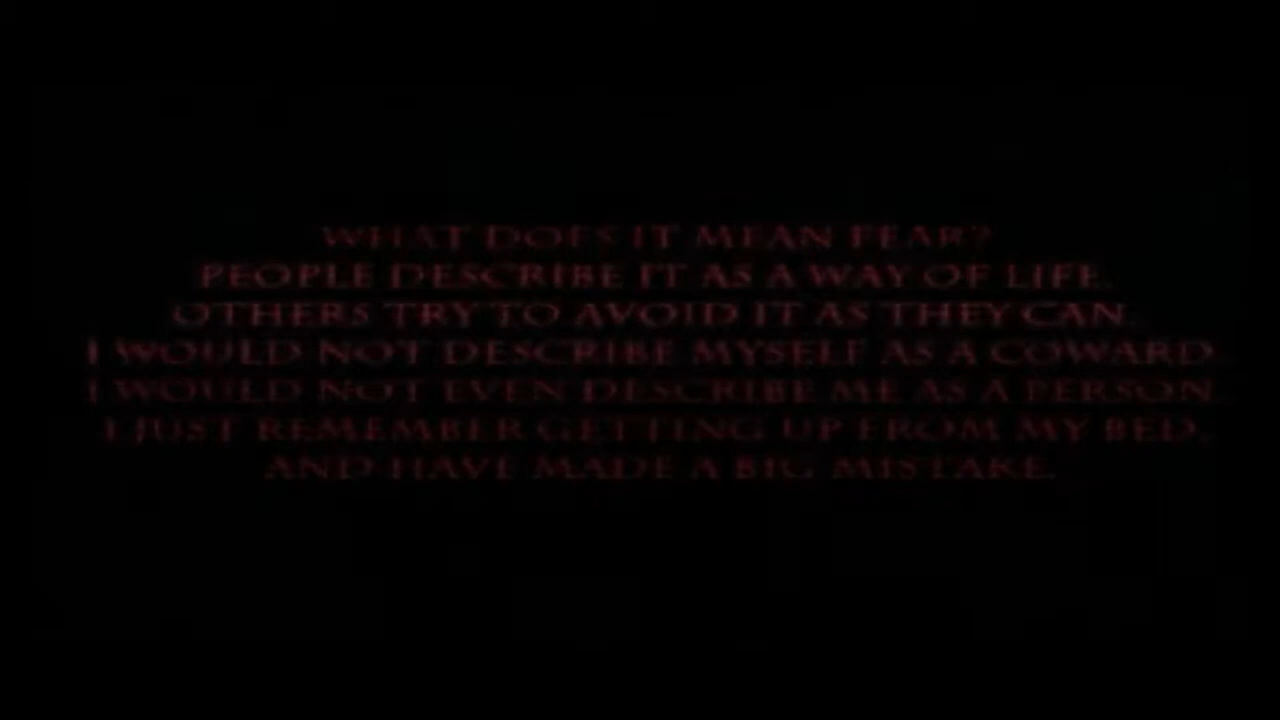 WHAT DOES IT MEAN FEAR?
PEOPLE DESCRIBE IT AS A WAY OF LIFE.
OTHERS TRY TO AVOID IT AS THEY CAN.
I WOULD NOT DESCRIBE MYSELF AS A COWARD.
I WOULD NOT EVEN DESCRIBE ME AS A PERSON.
I JUST REMEMBER GETTING UP FROM MY BED.
AND HAVE MADE A BIG MISTAKE.